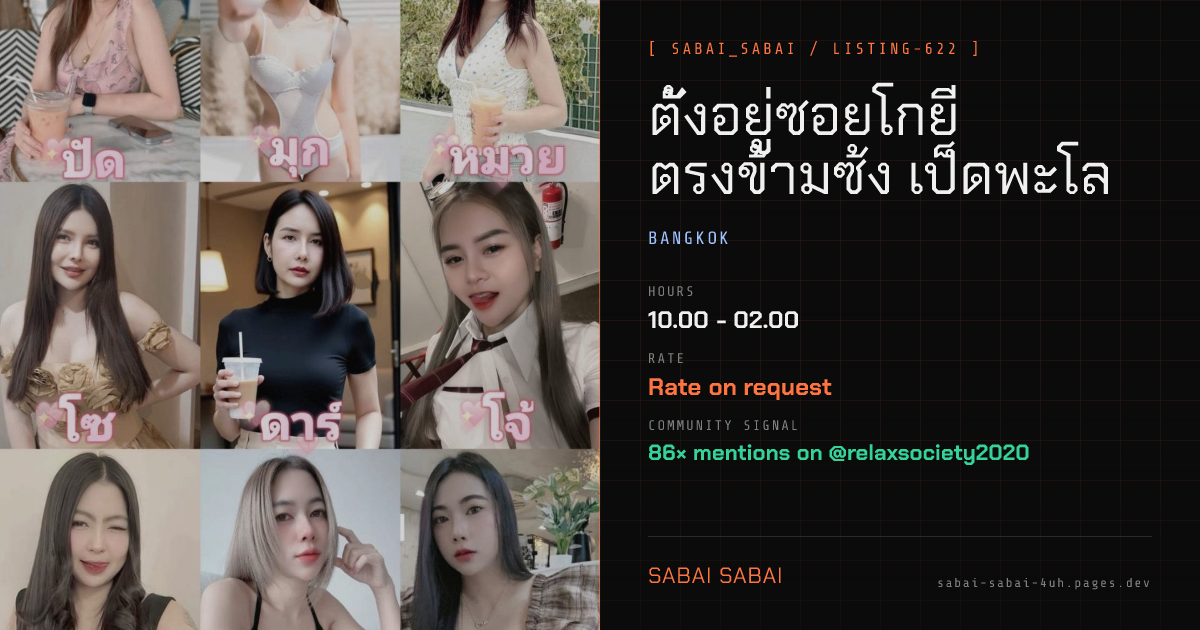 ปัด
มุก
หมวย
โซ
ดาร์
โจ้
[ SABAI_SABAI / LISTING-622 ]
ตั้งอยู่ซอยโกยี
ตรงข้ามซ้ง เป็ดพะโล
BANGKOK
HOURS
10.00 - 02.00
RATE
Rate on request
COMMUNITY SIGNAL
86× mentions on @relaxsociety2020
SABAI SABAI
sabai-sabai-4uh.pages.dev